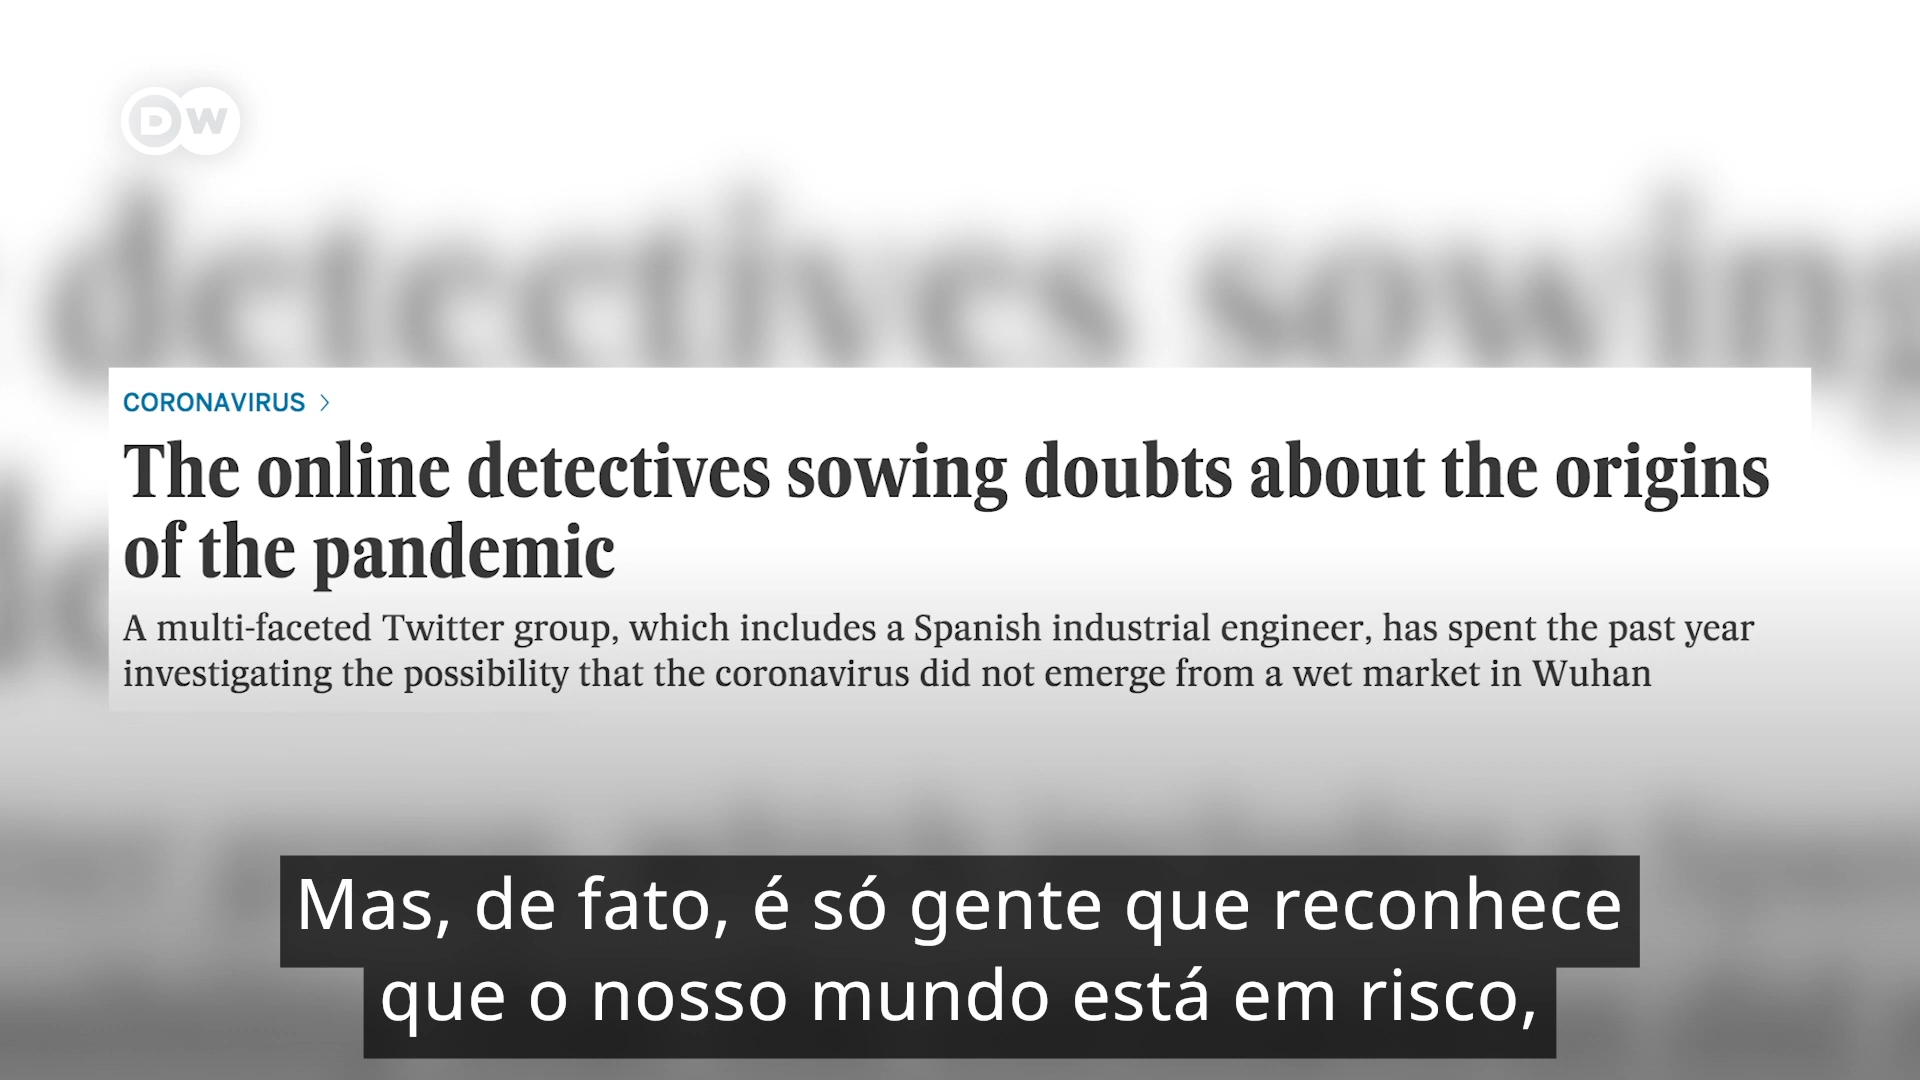 DW
detectives sowing
CORONAVIRUS >
The online detectives sowing doubts about the origins
of the pandemic
A multi-faceted Twitter group, which includes a Spanish industrial engineer, has spent the past year
investigating the possibility that the coronavirus did not emerge from a wet market in Wuhan
Mas, de fato, é só gente que reconhece
que o nosso mundo está em risco,